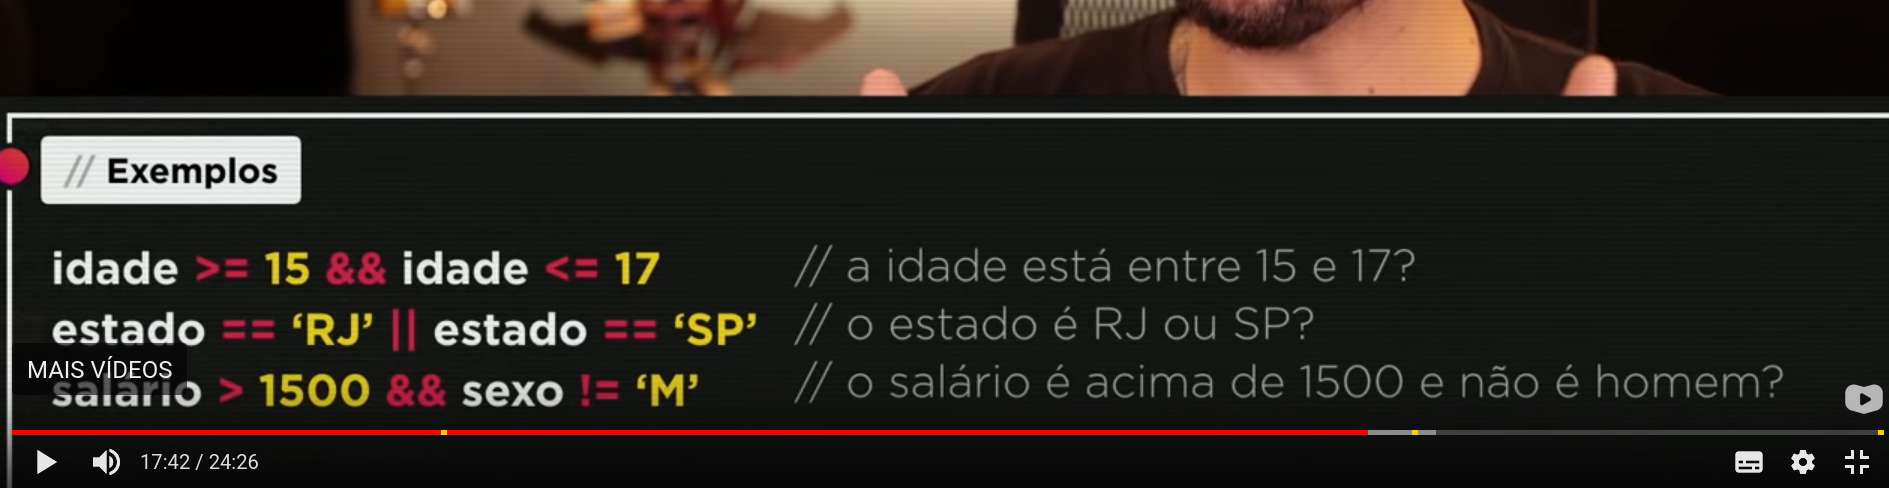 // Exemplos
idade >= 15 && idade <= 17 // a idade está entre 15 e 17?
estado == ‘RJ’ || estado == ‘SP’ // o estado é RJ ou SP?
MAIS VÍDEOS
salário > 1500 && sexo != ‘M’ // o salário é acima de 1500 e não é homem?
17:42 / 24:26